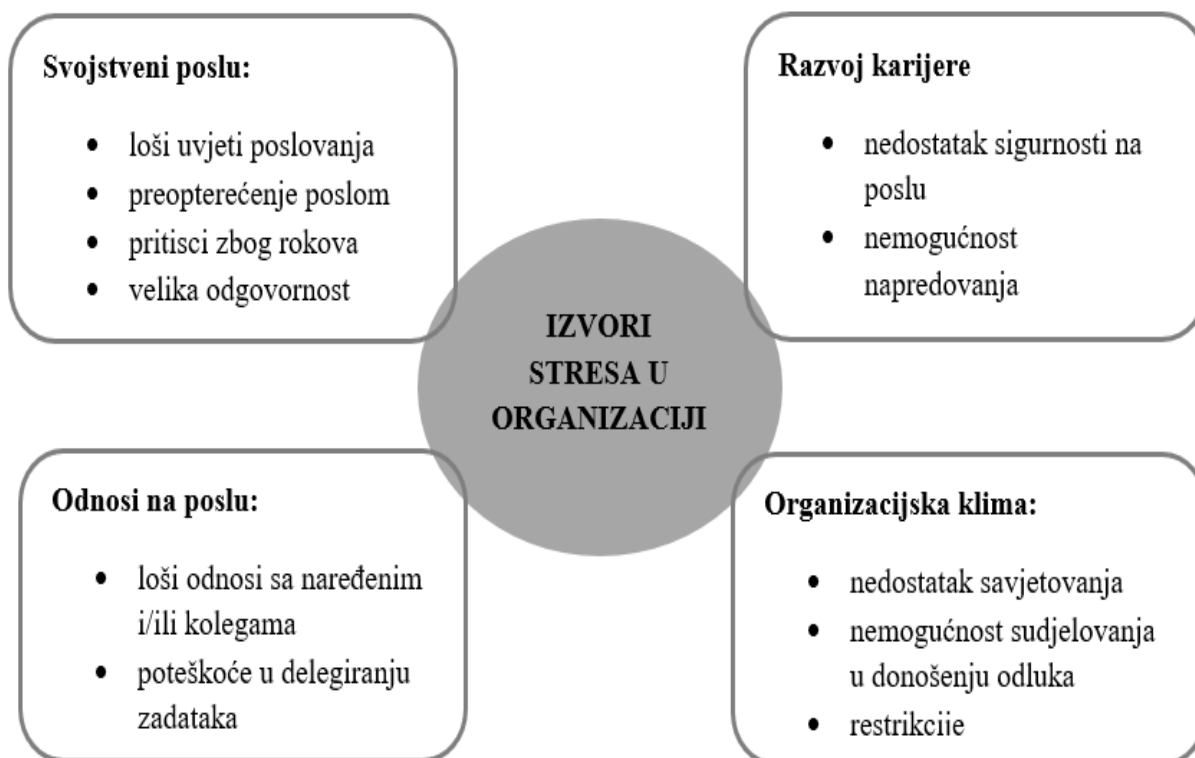 Svojstveni poslu:
• loši uvjeti poslovanja
• preopterećenje poslom
• pritisci zbog rokova
• velika odgovornost
Razvoj karijere
• nedostatak sigurnosti na
poslu
• nemogućnost
napredovanja
IZVORI
STRESA U
ORGANIZACIJI
Odnosi na poslu:
• loši odnosi sa naređenim
i/ili kolegama
• poteškoće u delegiranju
zadataka
Organizacijska klima:
• nedostatak savjetovanja
• nemogućnost sudjelovanja
u donošenju odluka
• restrikcije